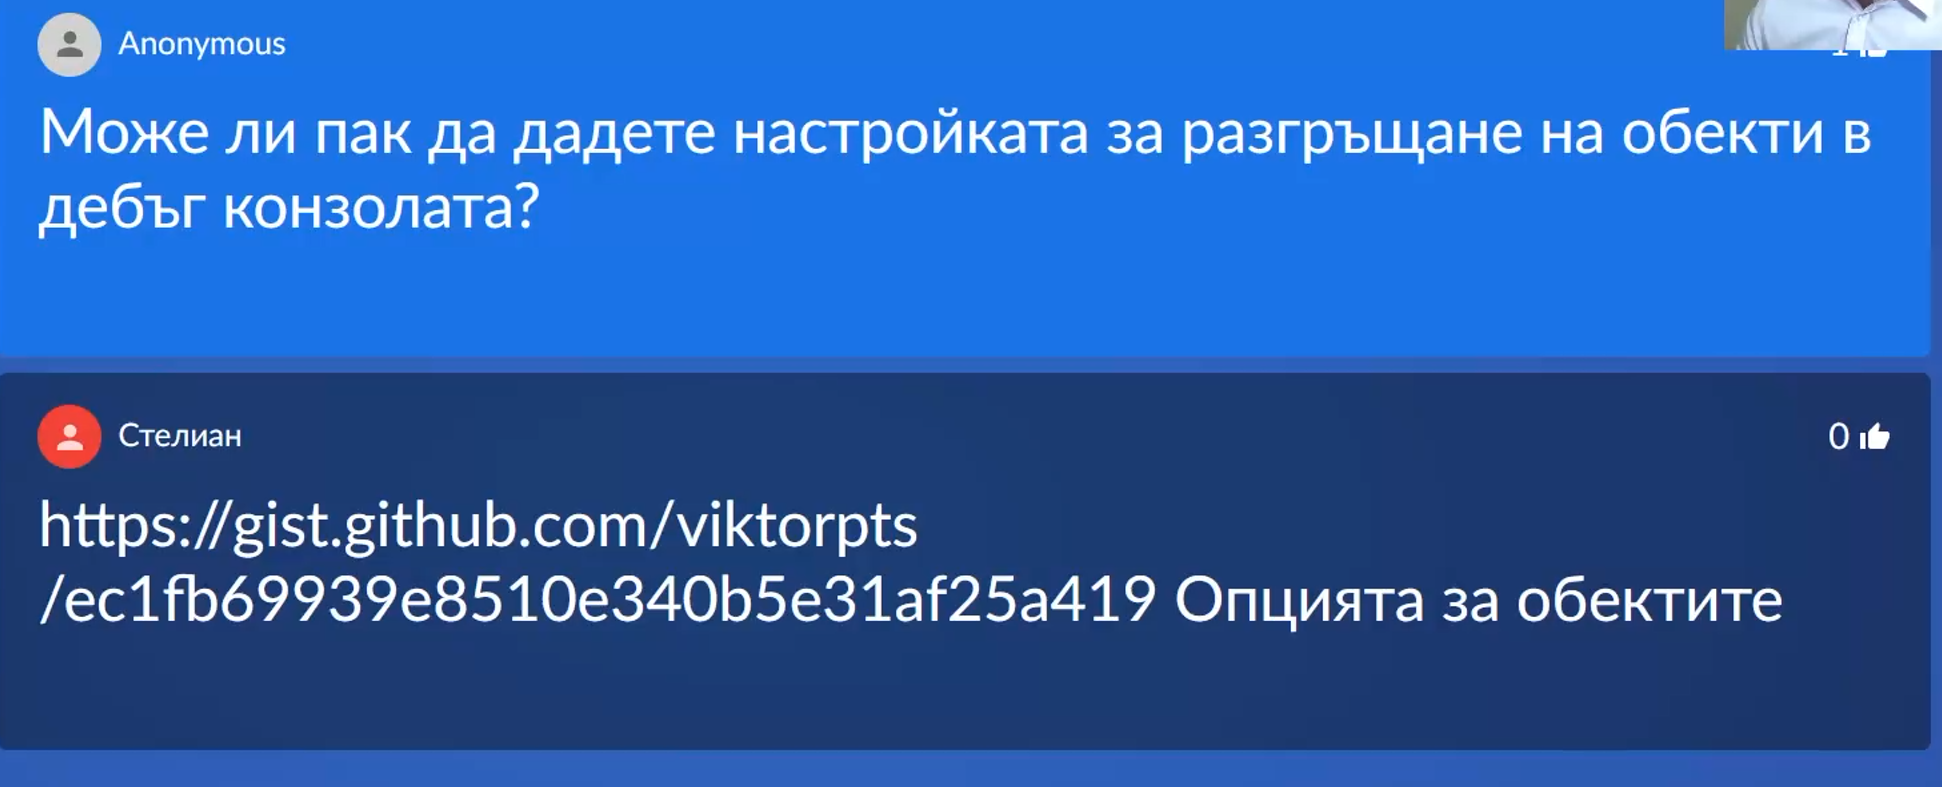 Anonymous
Може ли пак да дадете настройката за разгръщане на обекти в
дебъг конзолата?
Стелиан
0
https://gist.github.com/viktorpts
/ec1fb69939e8510e340b5e31af25a419 Опцията за обектите